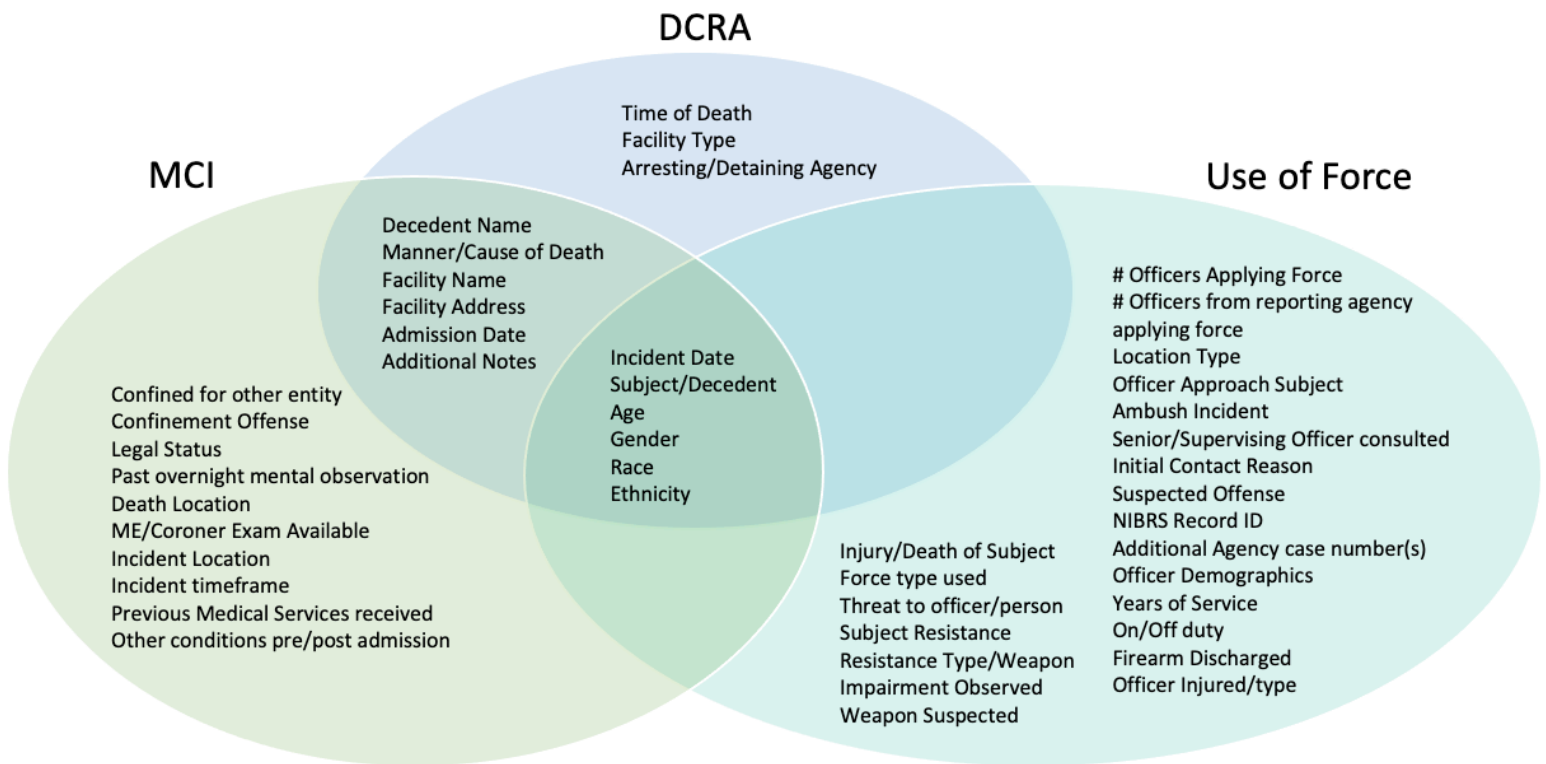 DCRA
Time of Death
Facility Type
Arresting/Detaining Agency
MCI
Use of Force
Decedent Name
Manner/Cause of Death
Facility Name
Facility Address
Admission Date
Additional Notes
Incident Date
Subject/Decedent
Age
Gender
Race
Ethnicity
Confined for other entity
Confinement Offense
Legal Status
Past overnight mental observation
Death Location
ME/Coroner Exam Available
Incident Location
Incident timeframe
Previous Medical Services received
Other conditions pre/post admission
Injury/Death of Subject
Force type used
Threat to officer/person
Subject Resistance
Resistance Type/Weapon
Impairment Observed
Weapon Suspected
# Officers Applying Force
# Officers from reporting agency
applying force
Location Type
Officer Approach Subject
Ambush Incident
Senior/Supervising Officer consulted
Initial Contact Reason
Suspected Offense
NIBRS Record ID
Additional Agency case number(s)
Officer Demographics
Years of Service
On/Off duty
Firearm Discharged
Officer Injured/type